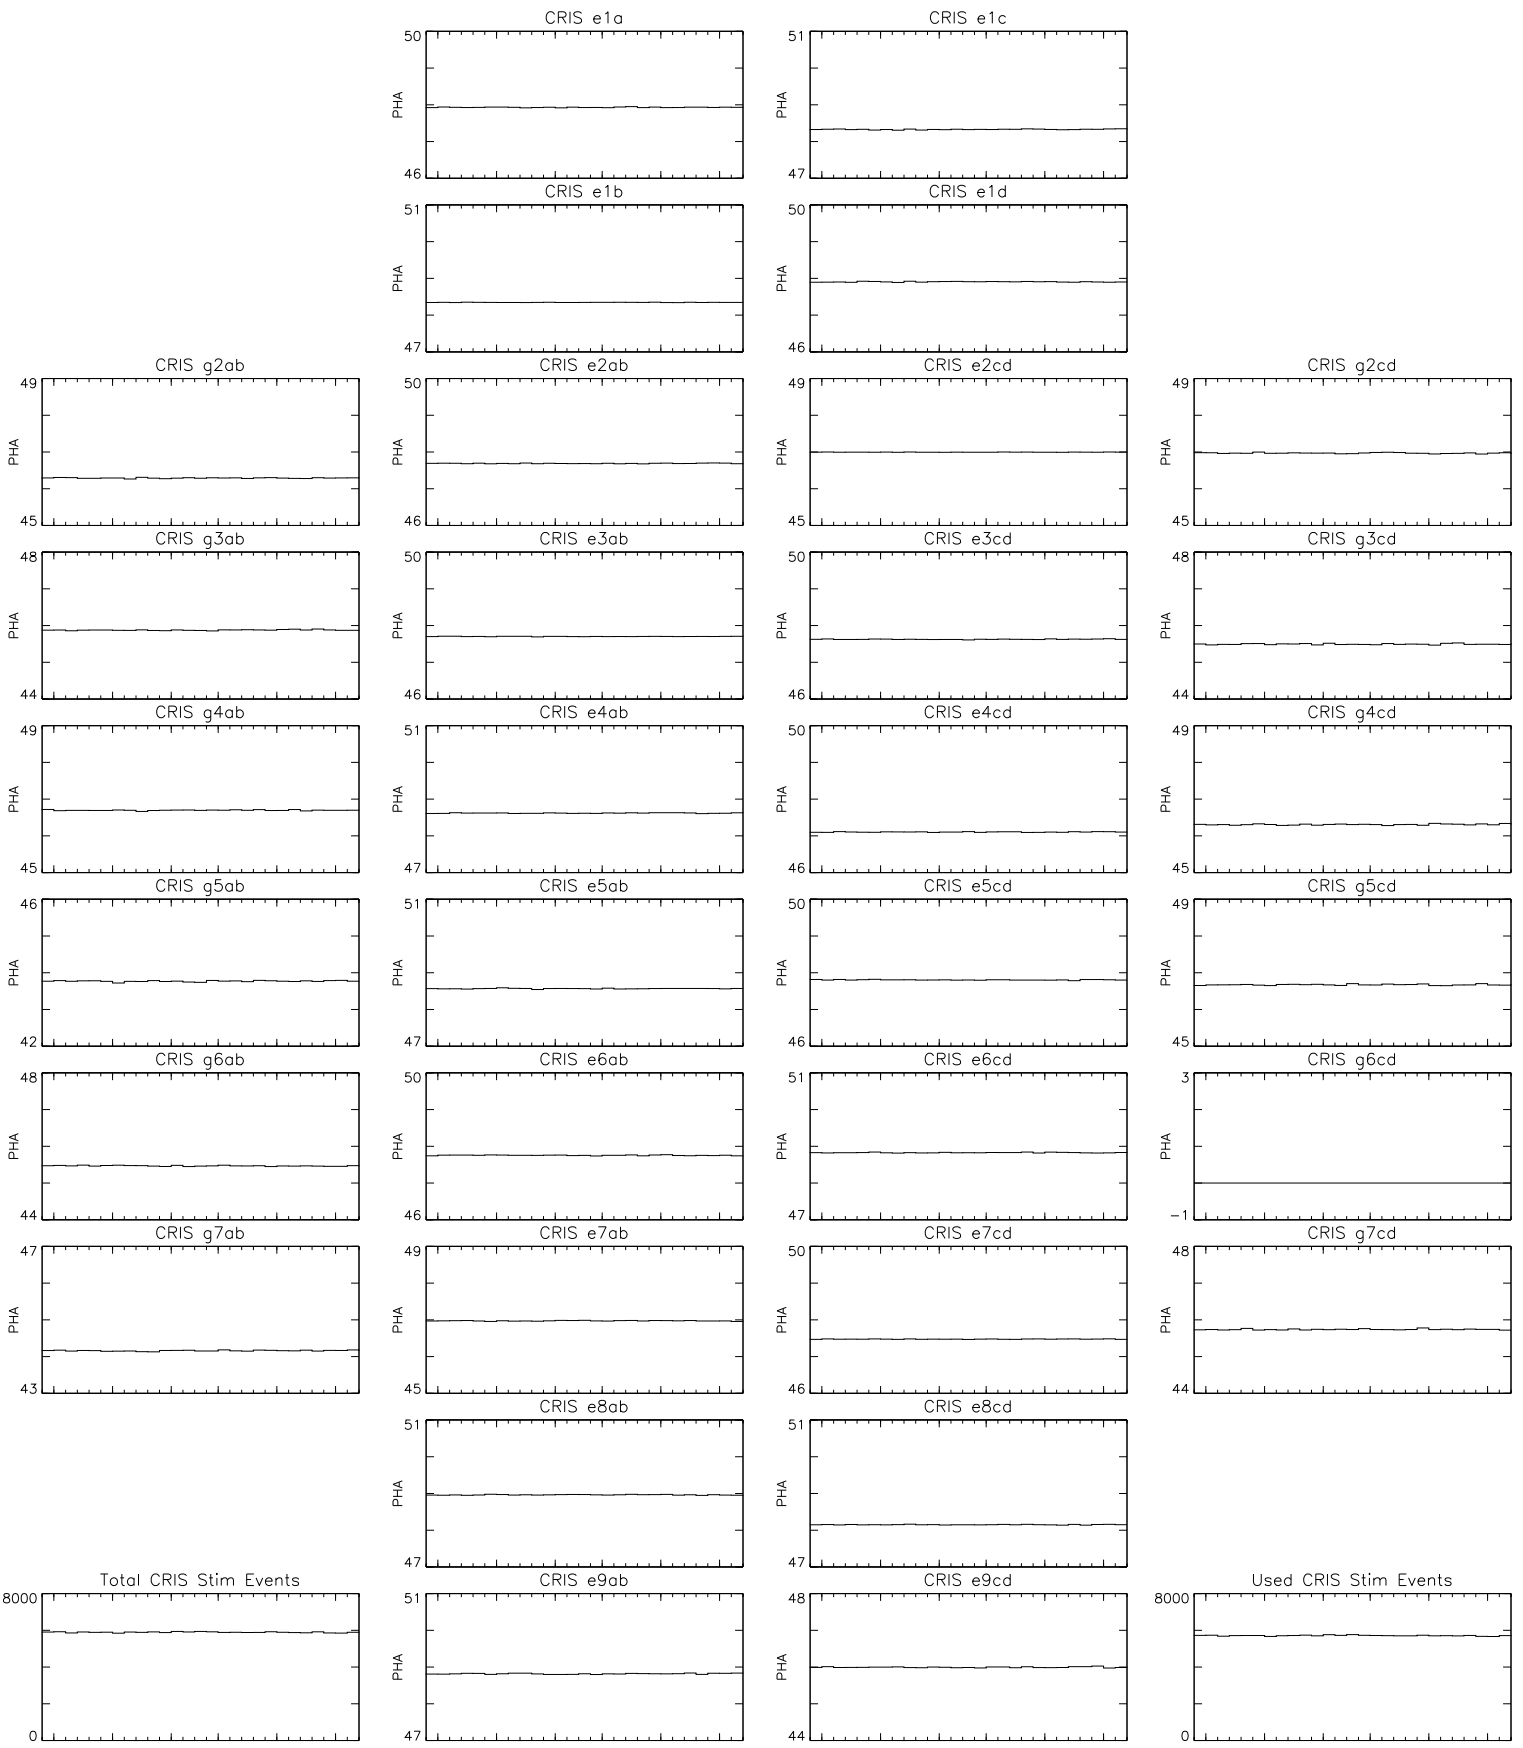 CRIS e1a
CRIS e1c
50
PHA
46
51
PHA
47
CRIS e1b
CRIS e1d
51
PHA
47
50
PHA
46
CRIS g2ab
CRIS e2ab
CRIS e2cd
CRIS g2cd
49
PHA
45
50
PHA
46
49
PHA
45
49
PHA
45
CRIS g3ab
CRIS e3ab
CRIS e3cd
CRIS g3cd
48
PHA
44
50
PHA
46
50
PHA
46
48
PHA
44
CRIS g4ab
CRIS e4ab
CRIS e4cd
CRIS g4cd
49
PHA
45
51
PHA
47
50
PHA
46
49
PHA
45
CRIS g5ab
CRIS e5ab
CRIS e5cd
CRIS g5cd
46
PHA
42
51
PHA
47
50
PHA
46
49
PHA
45
CRIS g6ab
CRIS e6ab
CRIS e6cd
CRIS g6cd
48
PHA
44
50
PHA
46
51
PHA
47
3
PHA
-1
CRIS g7ab
CRIS e7ab
CRIS e7cd
CRIS g7cd
47
PHA
43
49
PHA
45
50
PHA
46
48
PHA
44
CRIS e8ab
CRIS e8cd
51
PHA
47
51
PHA
47
Total CRIS Stim Events
CRIS e9ab
CRIS e9cd
Used CRIS Stim Events
8000
0
51
PHA
47
48
PHA
44
8000
0